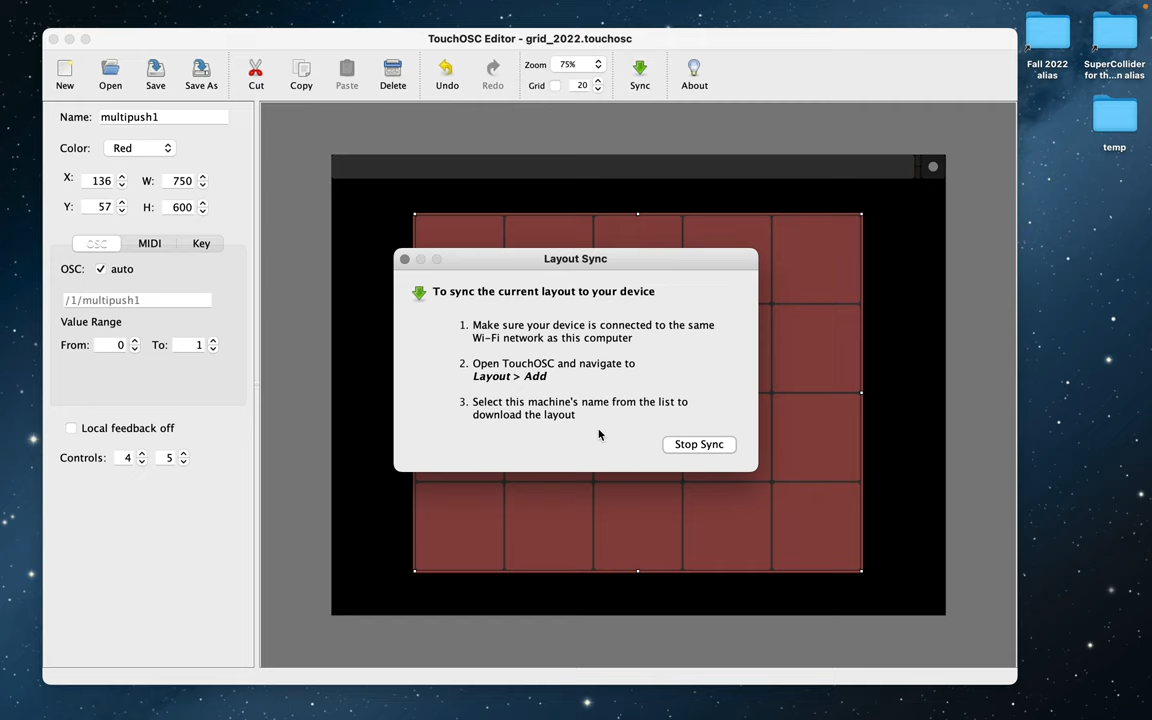 TouchOSC Editor - grid_2022.touchosc
New Open Save Save As Cut Copy Paste Delete Undo Redo Zoom 75% Grid 20 Sync About
Name: multipush1
Color: Red
X: 136 W: 750
Y: 57 H: 600
OSC MIDI Key
OSC: auto
/1/multipush1
Value Range
From: 0 To: 1
Local feedback off
Controls: 4 5
Layout Sync
To sync the current layout to your device
1. Make sure your device is connected to the same
Wi-Fi network as this computer
2. Open TouchOSC and navigate to
Layout > Add
3. Select this machine's name from the list to
download the layout
Stop Sync
Fall 2022
alias
SuperCollider
for th...n alias
temp